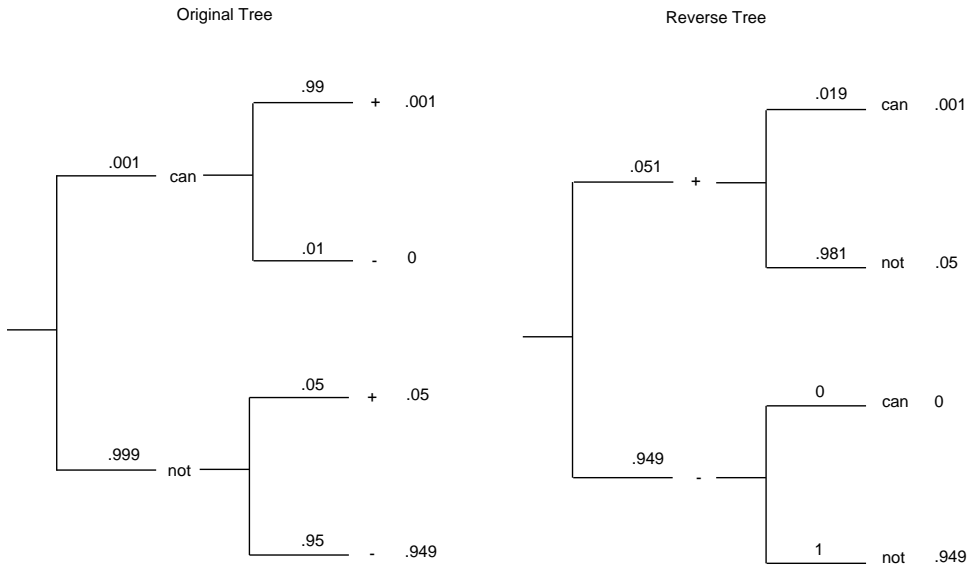 Original Tree
.001
can
.99
+ .001
.01
- 0
.999
not
.05
+ .05
.95
- .949
Reverse Tree
.051
+
.019
can .001
.981
not .05
.949
-
0
can 0
1
not .949